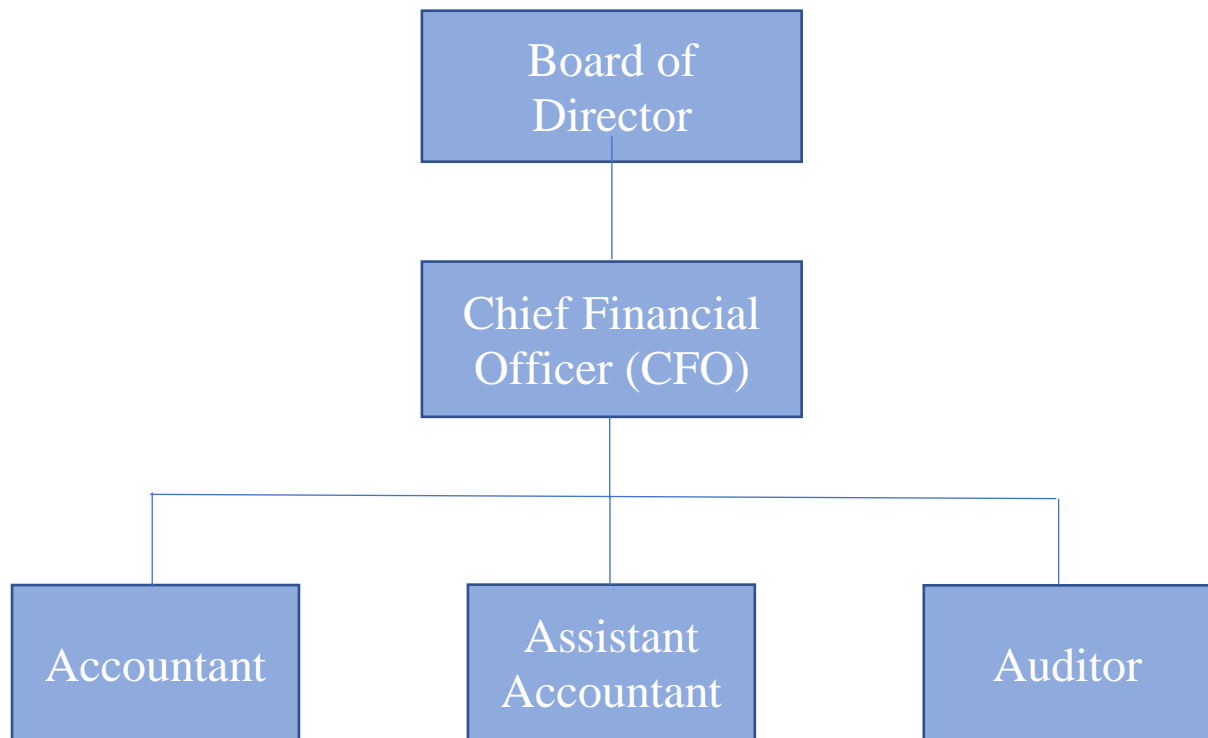 Board of
Director
Chief Financial
Officer (CFO)
Accountant
Assistant
Accountant
Auditor